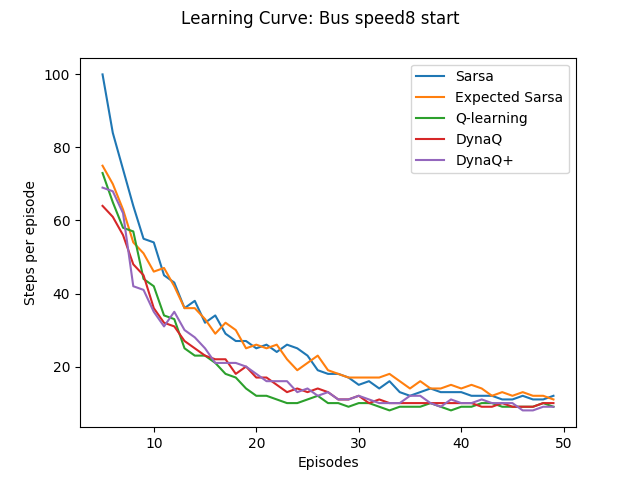 Learning Curve: Bus speed8 start
Steps per episode
100
80
60
40
20
Sarsa
Expected Sarsa
Q-learning
DynaQ
DynaQ+
10
20
30
40
50
Episodes